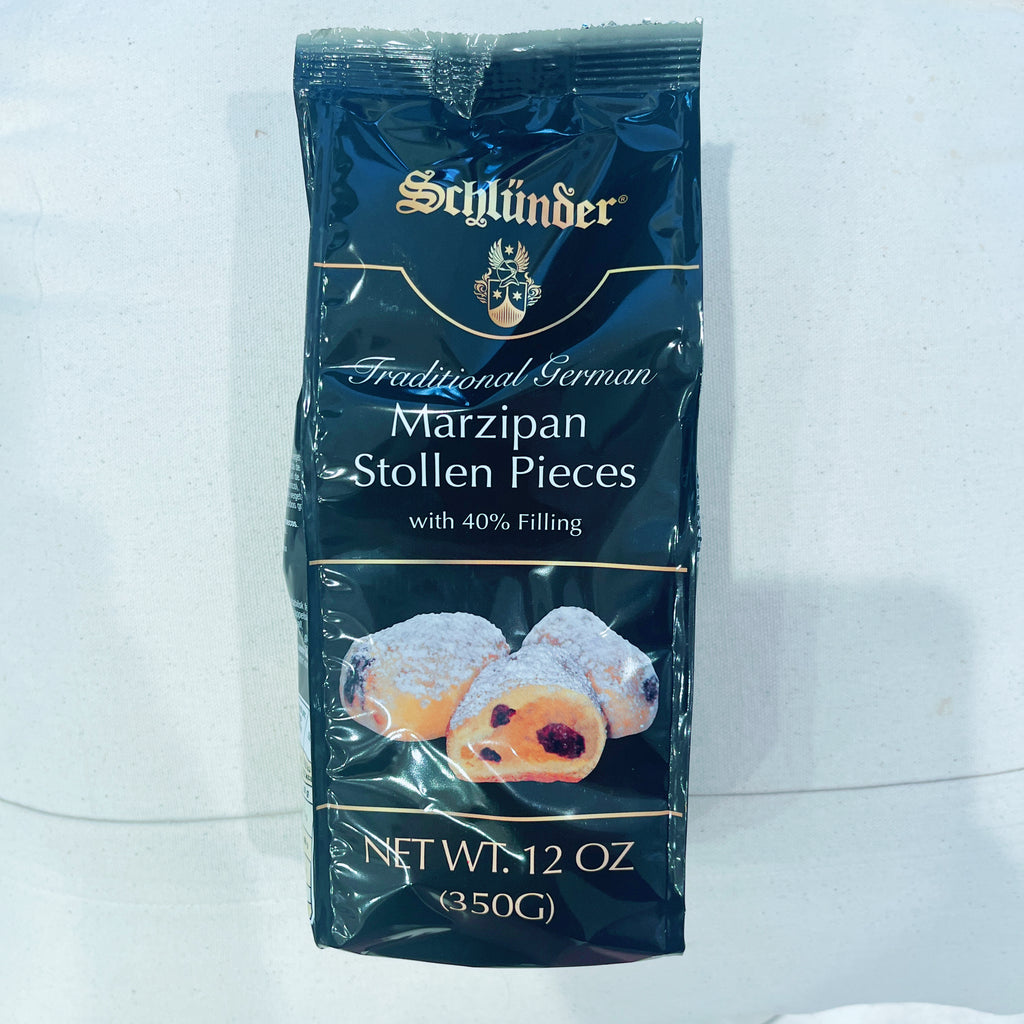 Schlünder®
Traditional German
Marzipan
Stollen Pieces
with 40% Filling
NET WT. 12 OZ
(350G)